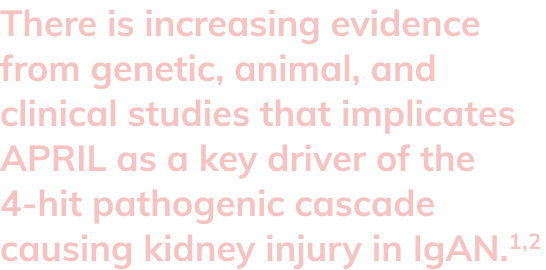 There is increasing evidence
from genetic, animal, and
clinical studies that implicates
APRIL as a key driver of the
4-hit pathogenic cascade
causing kidney injury in IgAN.1,2